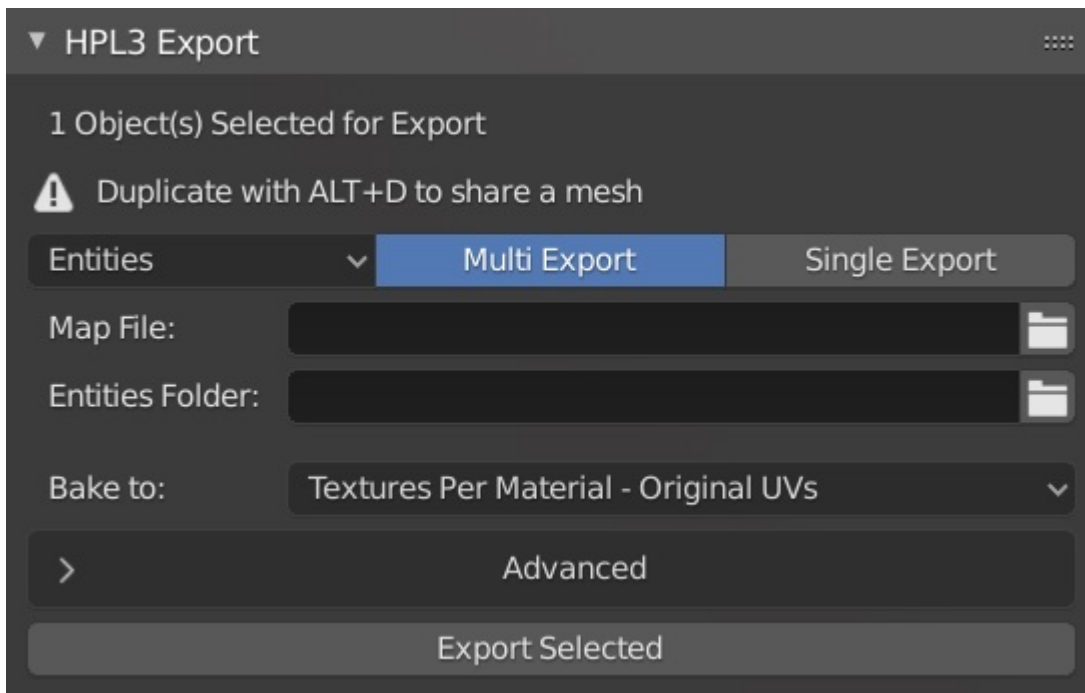 HPL3 Export
1 Object(s) Selected for Export
Duplicate with ALT+D to share a mesh
Entities Multi Export Single Export
Map File:
Entities Folder:
Bake to: Textures Per Material - Original UVs
Advanced
Export Selected